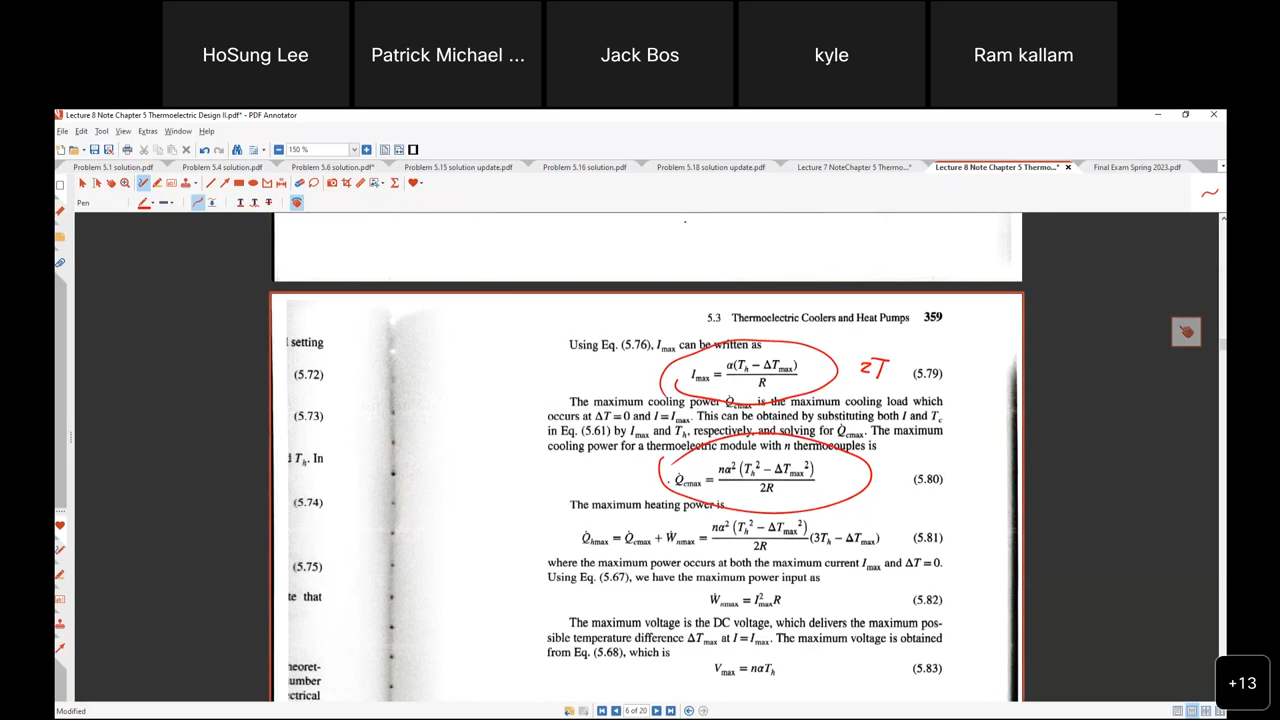 HoSung Lee
Patrick Michael ...
Jack Bos
kyle
Ram kallam
Lecture 8 Note Chapter 5 Thermoelectric Design II.pdf* - PDF Annotator
File Edit Tool View Extras Window Help
150 %
Problem 5.1 solution.pdf Problem 5.4 solution.pdf Problem 5.6 solution.pdf* Problem 5.15 solution update.pdf Problem 5.16 solution.pdf Problem 5.18 solution update.pdf Lecture 7 NoteChapter 5 Thermo...* Lecture 8 Note Chapter 5 Thermo...* Final Exam Spring 2023.pdf
Pen
5.3 Thermoelectric Coolers and Heat Pumps 359
l setting
Using Eq. (5.76), Imax can be written as
(5.72)
Imax = α(Th − ΔTmax) / R ZT (5.79)
The maximum cooling power Q̇cmax is the maximum cooling load which
(5.73)
occurs at ΔT=0 and I=Imax. This can be obtained by substituting both I and Tc
in Eq. (5.61) by Imax and Th, respectively, and solving for Q̇cmax. The maximum
cooling power for a thermoelectric module with n thermocouples is
Th. In
Q̇cmax = nα² (Th² − ΔTmax²) / 2R (5.80)
(5.74)
The maximum heating power is
Q̇hmax = Q̇cmax + Ẇnmax = nα² (Th² − ΔTmax²) / 2R (3Th − ΔTmax) (5.81)
where the maximum power occurs at both the maximum current Imax and ΔT=0.
(5.75)
Using Eq. (5.67), we have the maximum power input as
te that
Ẇnmax = I²maxR (5.82)
The maximum voltage is the DC voltage, which delivers the maximum pos-
sible temperature difference ΔTmax at I=Imax. The maximum voltage is obtained
from Eq. (5.68), which is
heoret-
Vmax = nαTh (5.83)
number
ctrical
+13
Modified
6 of 20